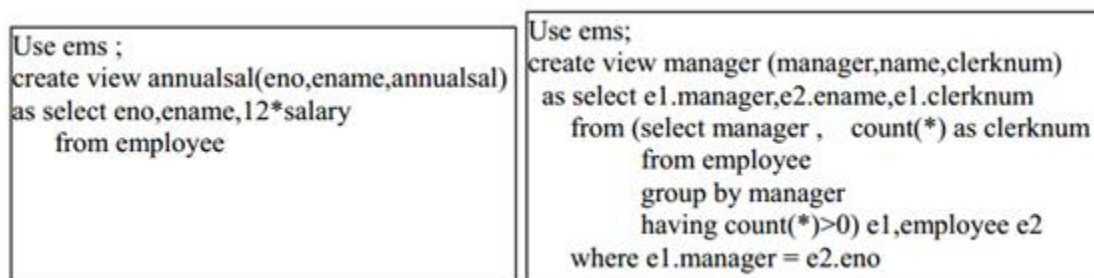 Use ems ;
create view annualsal(eno,ename,annualsal)
as select eno,ename,12*salary
from employee
Use ems;
create view manager (manager,name,clerknum)
as select e1.manager,e2.ename,e1.clerknum
from (select manager , count(*) as clerknum
from employee
group by manager
having count(*)>0) e1,employee e2
where e1.manager = e2.eno